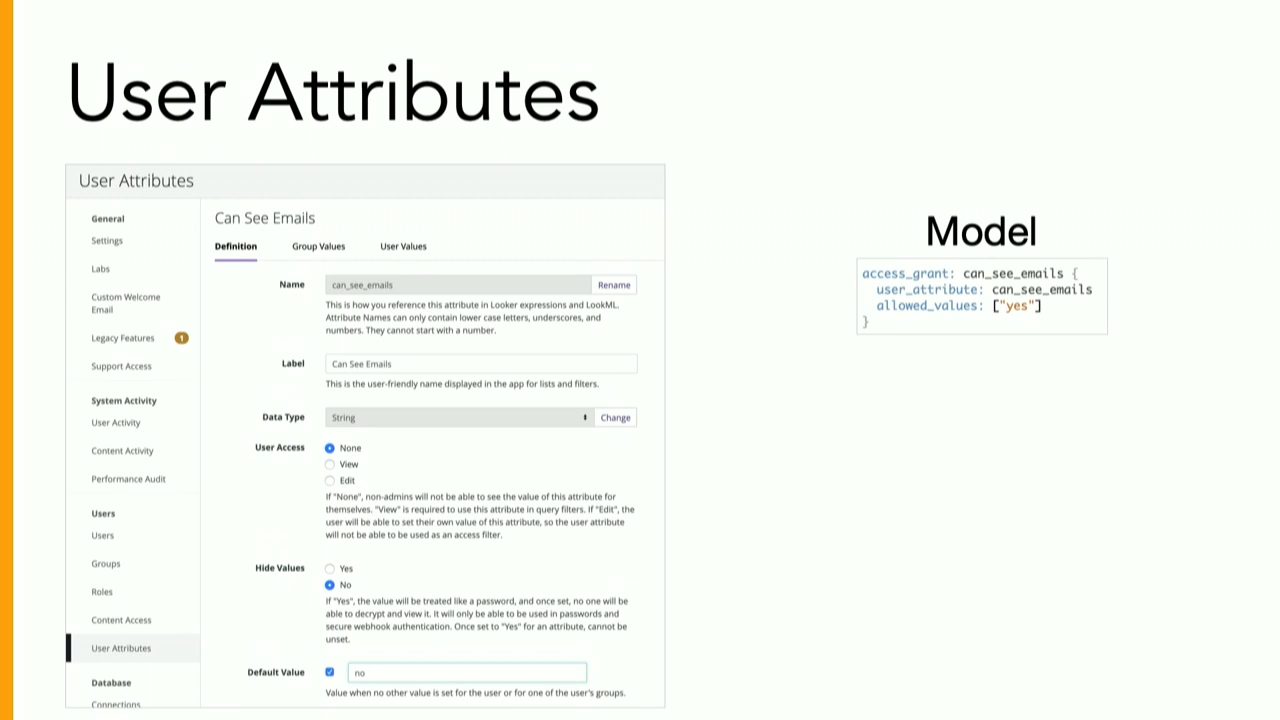 User Attributes
User Attributes
General
Settings
Labs
Custom Welcome
Email
Legacy Features 1
Support Access
System Activity
User Activity
Content Activity
Performance Audit
Users
Users
Groups
Roles
Content Access
User Attributes
Database
Connections
Can See Emails
Definition Group Values User Values
Name can_see_emails Rename
This is how you reference this attribute in Looker expressions and LookML.
Attribute Names can only contain lower case letters, underscores, and
numbers. They cannot start with a number.
Label Can See Emails
This is the user-friendly name displayed in the app for lists and filters.
Data Type String Change
User Access None
View
Edit
If "None", non-admins will not be able to see the value of this attribute for
themselves. "View" is required to use this attribute in query filters. If "Edit", the
user will be able to set their own value of this attribute, so the user attribute
will not be able to be used as an access filter.
Hide Values Yes
No
If "Yes", the value will be treated like a password, and once set, no one will be
able to decrypt and view it. It will only be able to be used in passwords and
secure webhook authentication. Once set to "Yes" for an attribute, cannot be
unset.
Default Value no
Value when no other value is set for the user or for one of the user's groups.
Model
access_grant: can_see_emails {
user_attribute: can_see_emails
allowed_values: ["yes"]
}